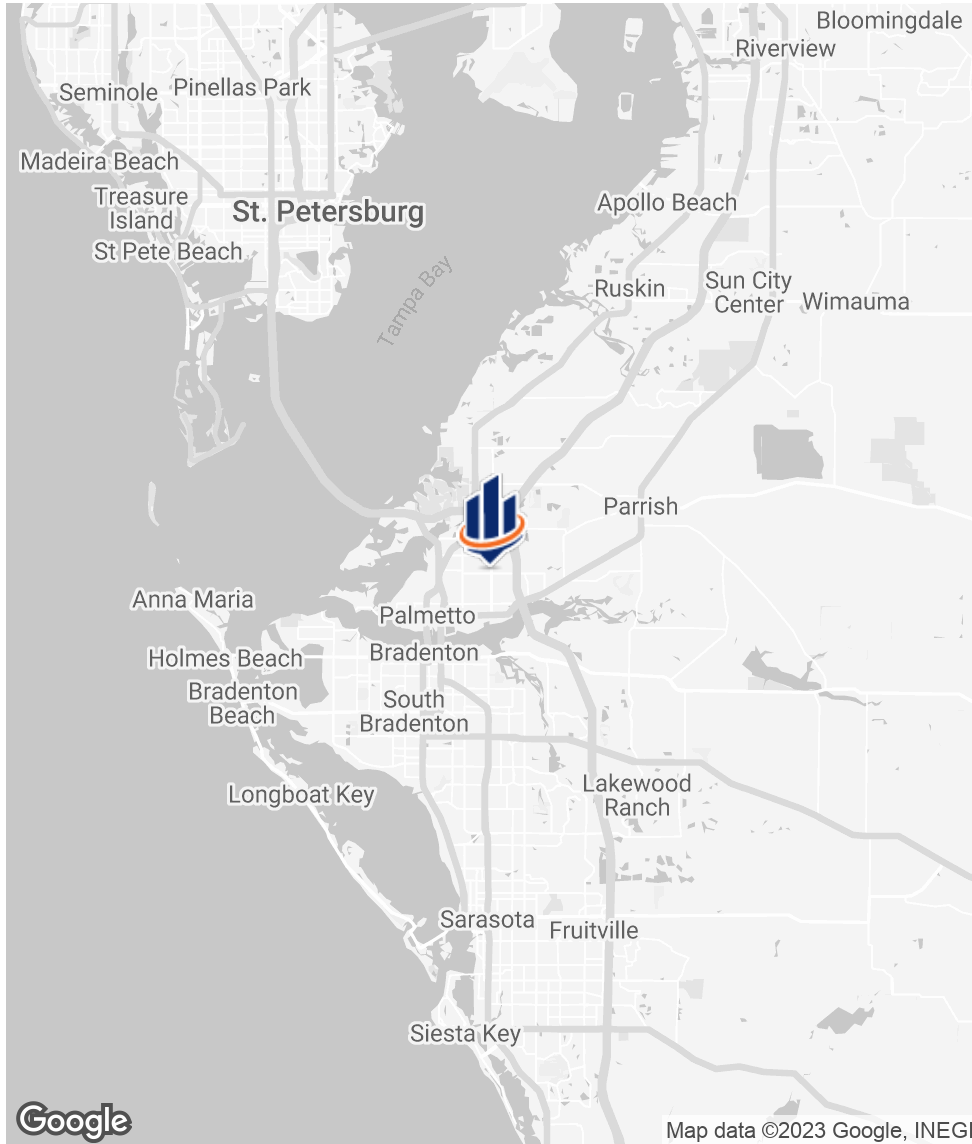 Bloomingdale
Riverview
Seminole
Pinellas Park
Madeira Beach
Treasure
Island
Apollo Beach
St. Petersburg
St Pete Beach
Tampa Bay
Ruskin
Sun City
Center
Wimauma
Parrish
Anna Maria
Palmetto
Holmes Beach
Bradenton
Bradenton
Beach
South
Bradenton
Longboat Key
Lakewood
Ranch
Sarasota
Fruitville
Siesta Key
Google
Map data ©2023 Google, INEGI